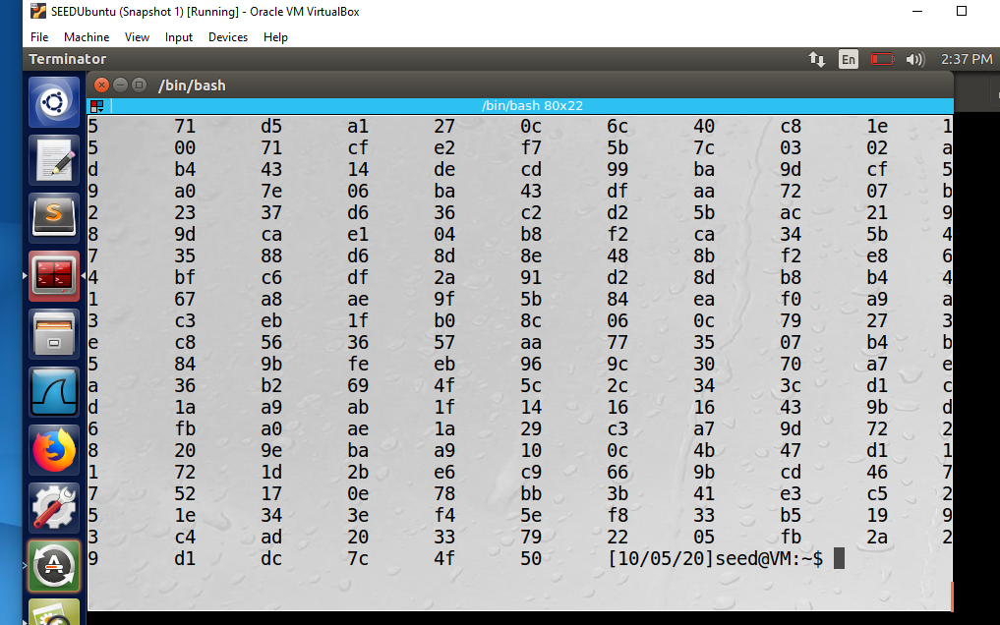 SEEDUbuntu (Snapshot 1) [Running] - Oracle VM VirtualBox
File Machine View Input Devices Help
Terminator En 2:37 PM
/bin/bash
/bin/bash 80x22
5 71 d5 a1 27 0c 6c 40 c8 1e 1
5 00 71 cf e2 f7 5b 7c 03 02 a
d b4 43 14 de cd 99 ba 9d cf 5
9 a0 7e 06 ba 43 df aa 72 07 b
2 23 37 d6 36 c2 d2 5b ac 21 9
8 9d ca e1 04 b8 f2 ca 34 5b 4
7 35 88 d6 8d 8e 48 8b f2 e8 6
4 bf c6 df 2a 91 d2 8d b8 b4 4
1 67 a8 ae 9f 5b 84 ea f0 a9 a
3 c3 eb 1f b0 8c 06 0c 79 27 3
e c8 56 36 57 aa 77 35 07 b4 b
5 84 9b fe eb 96 9c 30 70 a7 e
a 36 b2 69 4f 5c 2c 34 3c d1 c
d 1a a9 ab 1f 14 16 16 43 9b d
6 fb a0 ae 1a 29 c3 a7 9d 72 2
8 20 9e ba a9 10 0c 4b 47 d1 1
1 72 1d 2b e6 c9 66 9b cd 46 7
7 52 17 0e 78 bb 3b 41 e3 c5 2
5 1e 34 3e f4 5e f8 33 b5 19 9
3 c4 ad 20 33 79 22 05 fb 2a 2
9 d1 dc 7c 4f 50 [10/05/20]seed@VM:~$